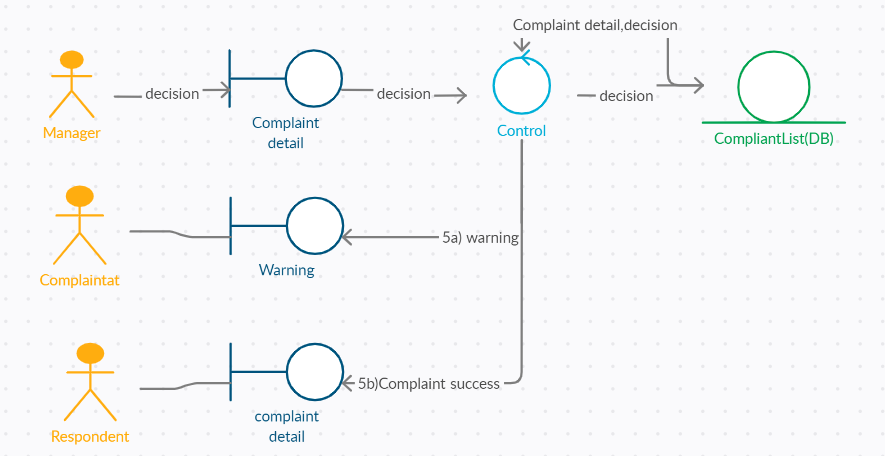 Complaint detail,decision
decision
decision
decision
Manager
Complaint
detail
Control
CompliantList(DB)
5a) warning
Complaintat
Warning
5b)Complaint success
Respondent
complaint
detail